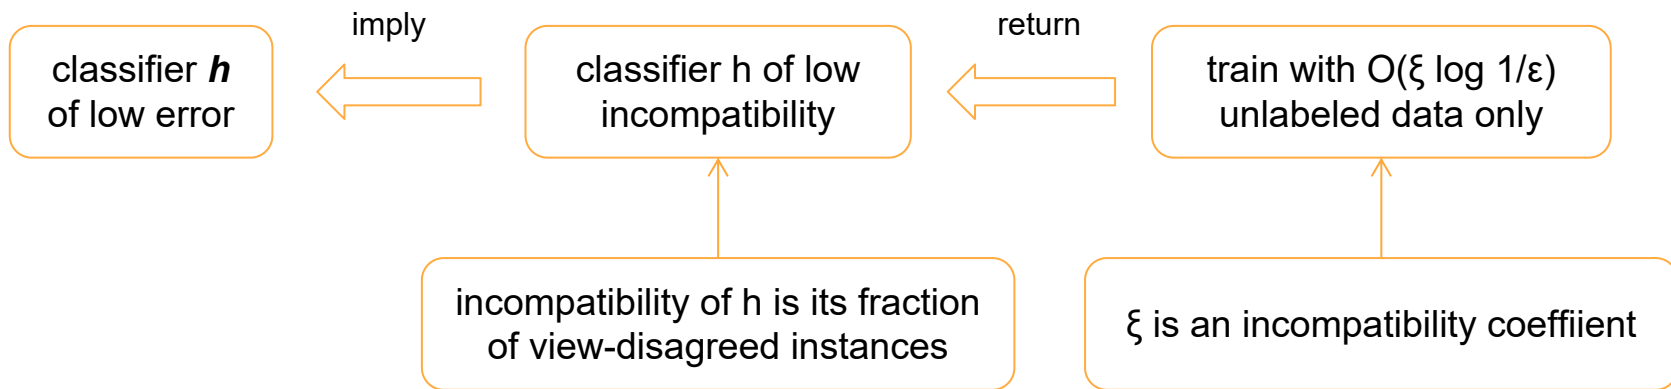 imply
return
classifier h
of low error
classifier h of low
incompatibility
train with O(ξ log 1/ε)
unlabeled data only
incompatibility of h is its fraction
of view-disagreed instances
ξ is an incompatibility coeffiient